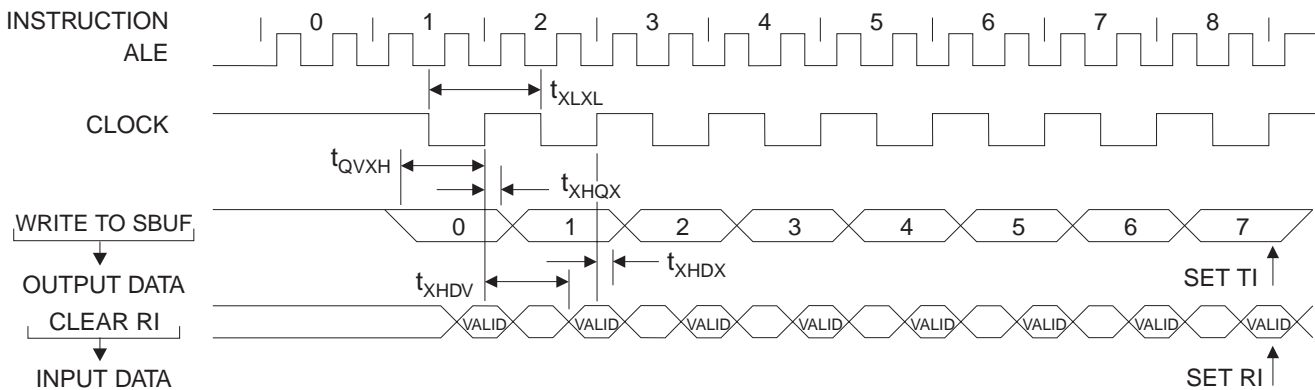 INSTRUCTION 0 1 2 3 4 5 6 7 8
ALE
tXLXL
CLOCK
tQVXH
tXHQX
WRITE TO SBUF 0 1 2 3 4 5 6 7
tXHDX
tXHDV
SET TI
OUTPUT DATA
CLEAR RI VALID VALID VALID VALID VALID VALID VALID VALID
INPUT DATA
SET RI